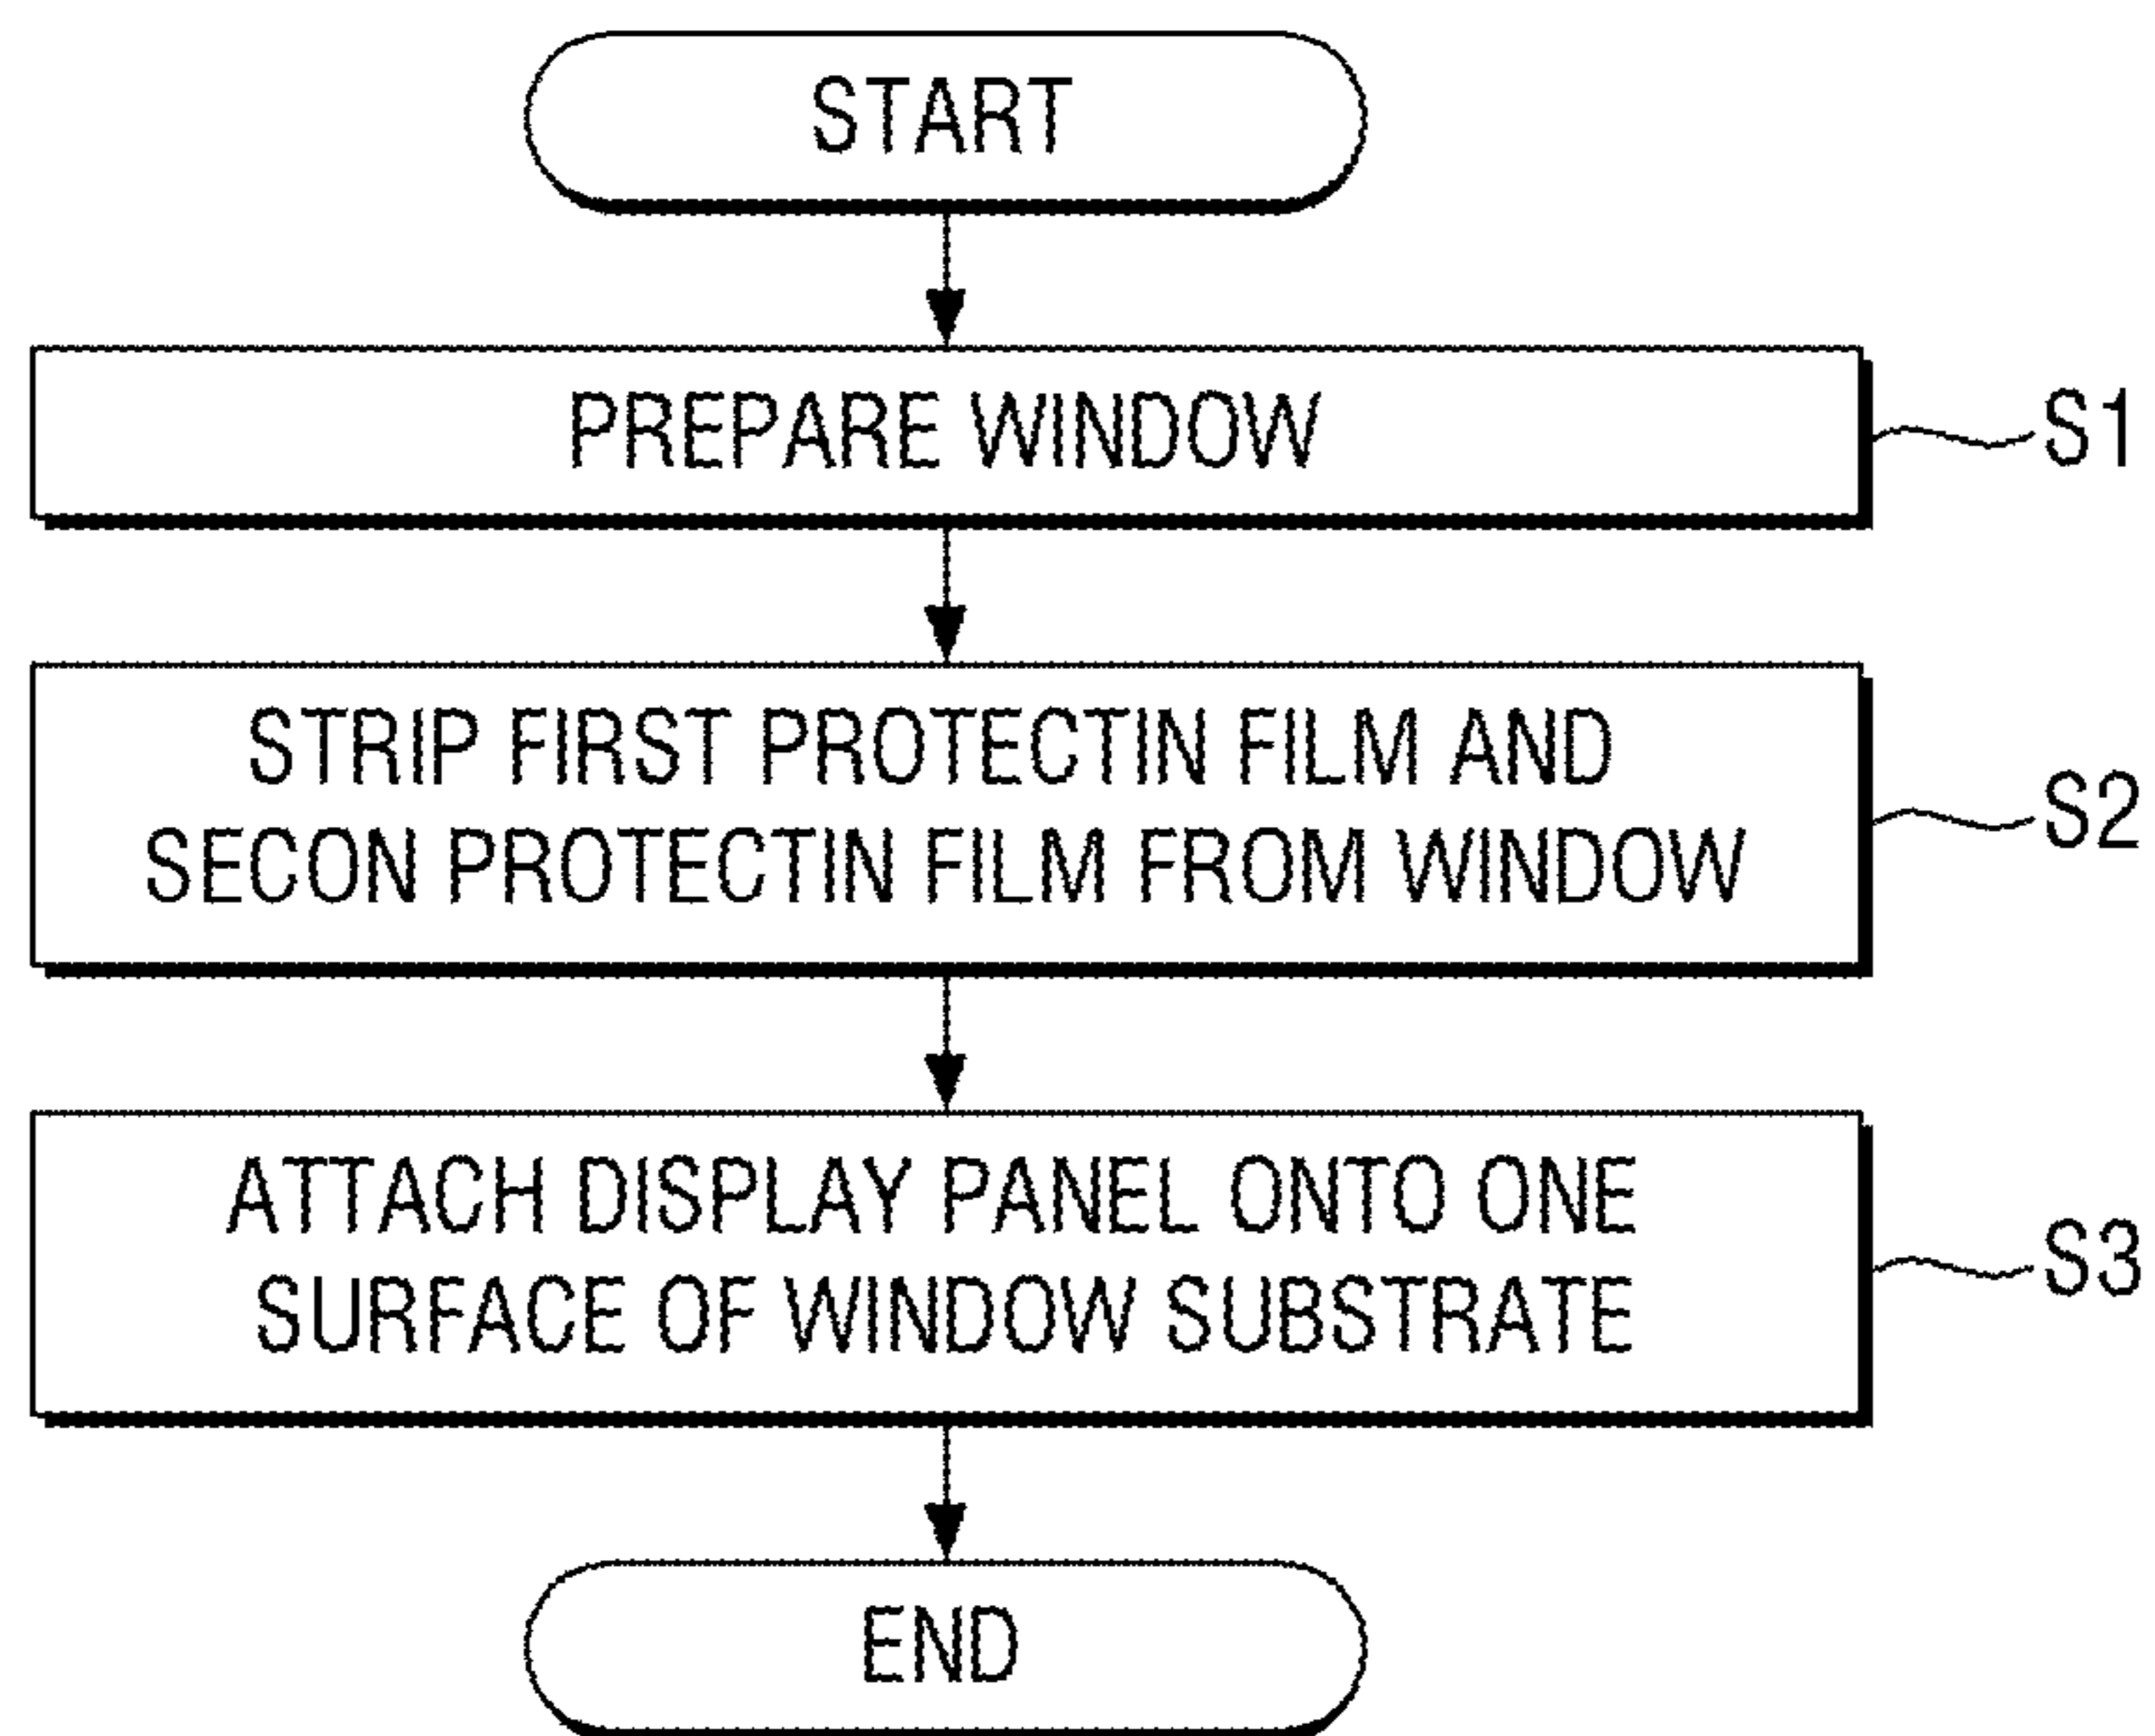 START
PREPARE WINDOW
S1
STRIP FIRST PROTECTIN FILM AND
SECON PROTECTIN FILM FROM WINDOW
S2
ATTACH DISPLAY PANEL ONTO ONE
SURFACE OF WINDOW SUBSTRATE
S3
END